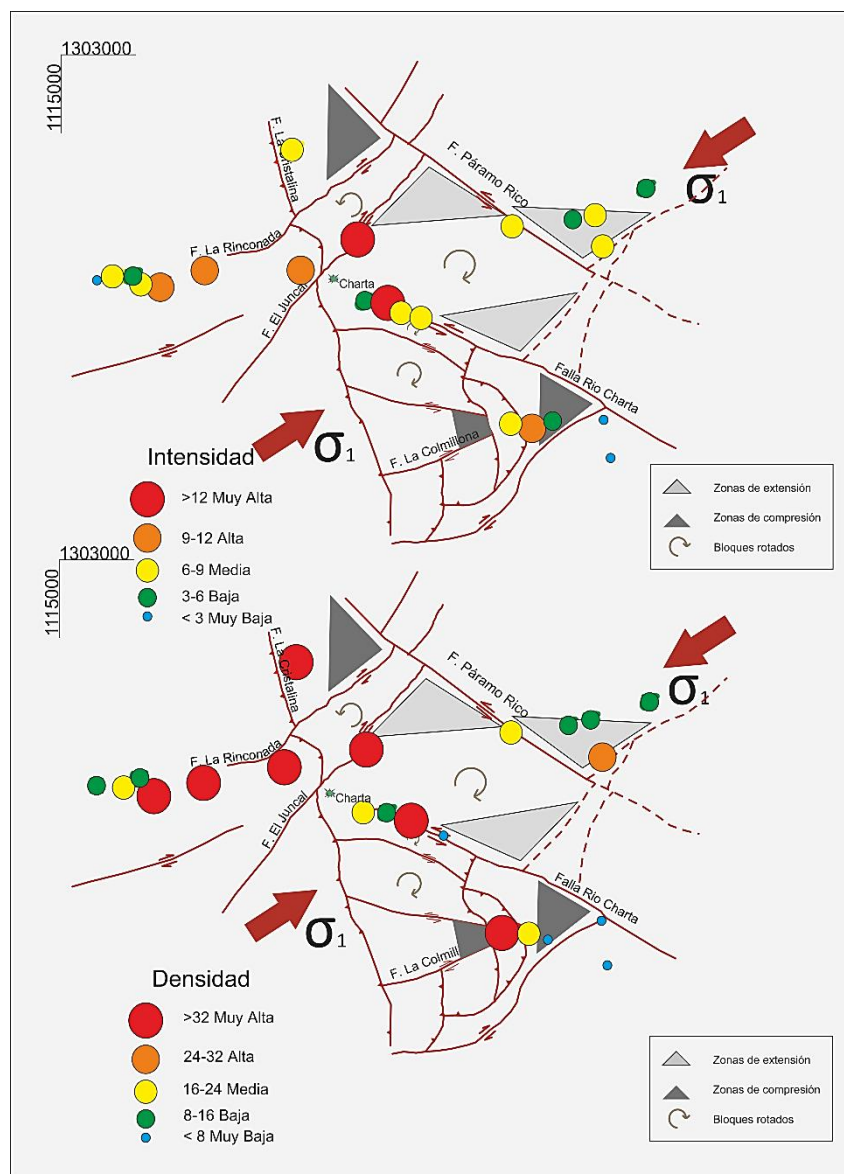 1303000
1115000
F. La Cristalina
F. Páramo Rico
σ1
F. La Rinconada
Charta
F. El Juncal
Falla Rio Charta
σ1
F. La Colmillona
Intensidad
>12 Muy Alta
9-12 Alta
6-9 Media
3-6 Baja
< 3 Muy Baja
Zonas de extensión
Zonas de compresión
Bloques rotados
1303000
1115000
F. La Cristalina
F. Páramo Rico
σ1
F. La Rinconada
Charta
F. El Juncal
Falla Rio Charta
σ1
F. La Colmill
Densidad
>32 Muy Alta
24-32 Alta
16-24 Media
8-16 Baja
< 8 Muy Baja
Zonas de extensión
Zonas de compresión
Bloques rotados